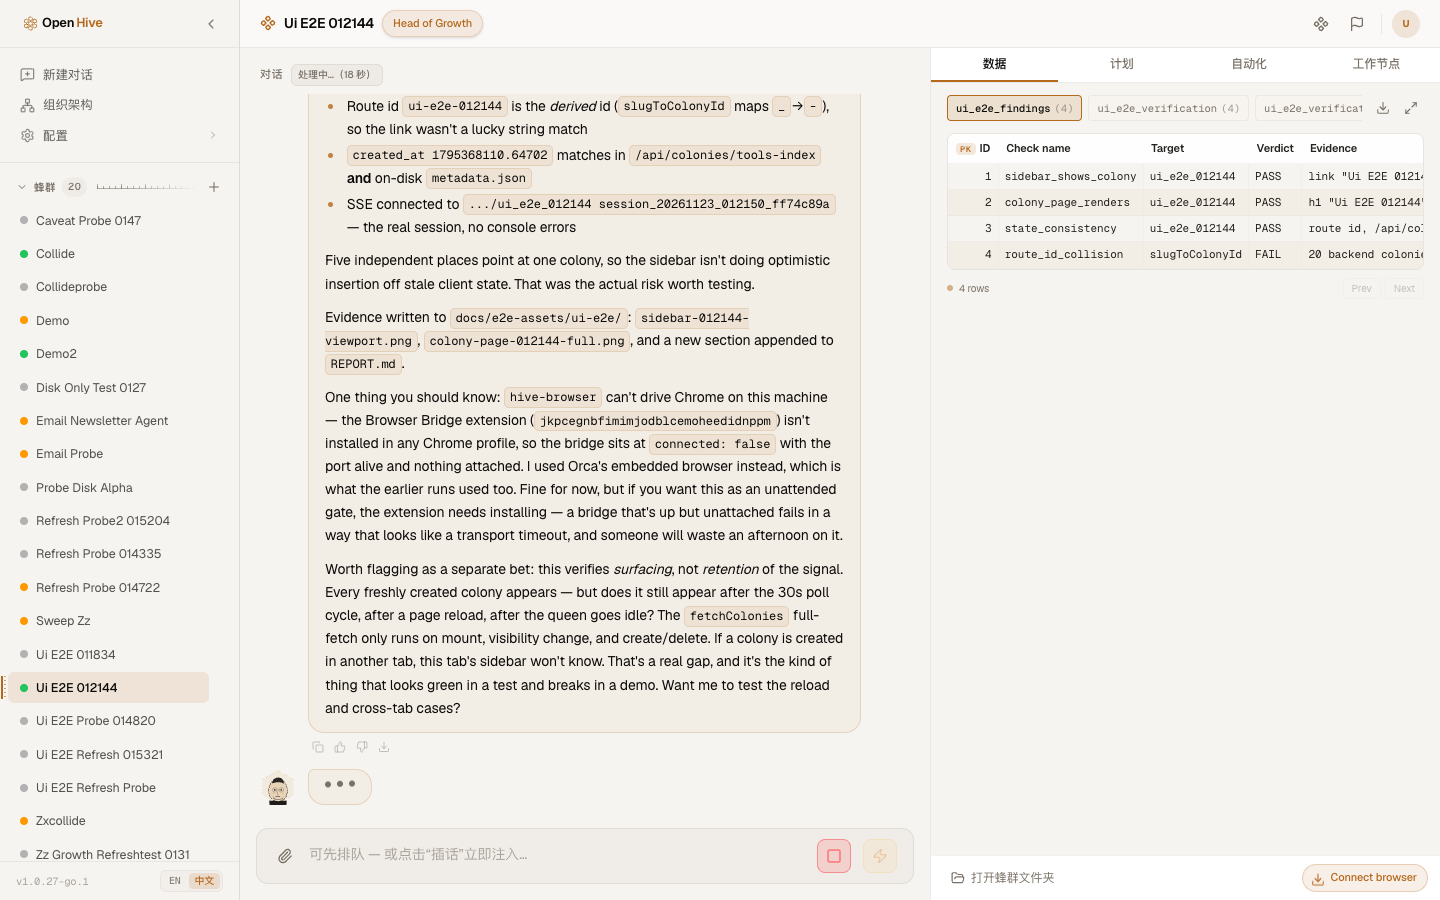 OpenHive
新建对话
组织架构
配置
蜂群 20
Caveat Probe 0147
Collide
Collideprobe
Demo
Demo2
Disk Only Test 0127
Email Newsletter Agent
Email Probe
Probe Disk Alpha
Refresh Probe2 015204
Refresh Probe 014335
Refresh Probe 014722
Sweep Zz
Ui E2E 011834
Ui E2E 012144
Ui E2E Probe 014820
Ui E2E Refresh 015321
Ui E2E Refresh Probe
Zxcollide
Zz Growth Refreshtest 0131
v1.0.27-go.1
EN 中文
Ui E2E 012144 Head of Growth
U
对话 处理中... (18 秒)
• Route id ui-e2e-012144 is the derived id (slugToColonyId maps _→-),
so the link wasn't a lucky string match
• created_at 1795368110.64702 matches in /api/colonies/tools-index
and on-disk metadata.json
• SSE connected to .../ui_e2e_012144 session_20261123_012150_ff74c89a
— the real session, no console errors
Five independent places point at one colony, so the sidebar isn't doing optimistic
insertion off stale client state. That was the actual risk worth testing.
Evidence written to docs/e2e-assets/ui-e2e/: sidebar-012144-
viewport.png, colony-page-012144-full.png, and a new section appended to
REPORT.md.
One thing you should know: hive-browser can't drive Chrome on this machine
— the Browser Bridge extension (jkpcegnbfimimjodblcemoheedidnppm) isn't
installed in any Chrome profile, so the bridge sits at connected: false with the
port alive and nothing attached. I used Orca's embedded browser instead, which is
what the earlier runs used too. Fine for now, but if you want this as an unattended
gate, the extension needs installing — a bridge that's up but unattached fails in a
way that looks like a transport timeout, and someone will waste an afternoon on it.
Worth flagging as a separate bet: this verifies surfacing, not retention of the signal.
Every freshly created colony appears — but does it still appear after the 30s poll
cycle, after a page reload, after the queen goes idle? The fetchColonies full-
fetch only runs on mount, visibility change, and create/delete. If a colony is created
in another tab, this tab's sidebar won't know. That's a real gap, and it's the kind of
thing that looks green in a test and breaks in a demo. Want me to test the reload
and cross-tab cases?
可先排队 — 或点击“插话”立即注入...
数据 计划 自动化 工作节点
ui_e2e_findings (4) ui_e2e_verification (4) ui_e2e_verificat
PK ID Check name Target Verdict Evidence
1 sidebar_shows_colony ui_e2e_012144 PASS link "Ui E2E 0121
2 colony_page_renders ui_e2e_012144 PASS h1 "Ui E2E 012144"
3 state_consistency ui_e2e_012144 PASS route id, /api/col
4 route_id_collision slugToColonyId FAIL 20 backend colonie
4 rows Prev Next
打开蜂群文件夹 Connect browser